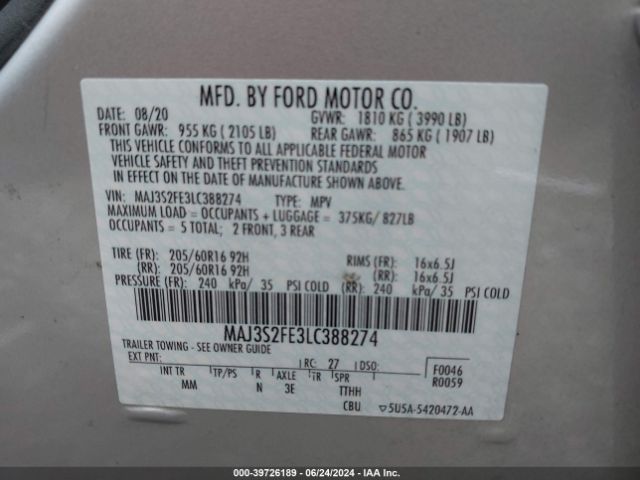 MFD. BY FORD MOTOR CO.
DATE: 08/20 GVWR: 1810 KG ( 3990 LB)
FRONT GAWR: 955 KG ( 2105 LB) REAR GAWR: 865 KG ( 1907 LB)
THIS VEHICLE CONFORMS TO ALL APPLICABLE FEDERAL MOTOR
VEHICLE SAFETY AND THEFT PREVENTION STANDARDS
IN EFFECT ON THE DATE OF MANUFACTURE SHOWN ABOVE.
VIN: MAJ3S2FE3LC388274 TYPE: MPV
MAXIMUM LOAD = OCCUPANTS + LUGGAGE = 375KG/ 827LB
OCCUPANTS = 5 TOTAL; 2 FRONT, 3 REAR
TIRE (FR): 205/60R16 92H RIMS (FR): 16x6.5J
(RR): 205/60R16 92H (RR): 16x6.5J
PRESSURE (FR): 240 kPa/ 35 PSI COLD (RR): 240 kPa/ 35 PSI COLD
MAJ3S2FE3LC388274
TRAILER TOWING - SEE OWNER GUIDE
EXT PNT: RC: 27 DSO: F0046
INT TR TP/PS R AXLE TR SPR R0059
MM N 3E TTHH
CBU ▽5U5A-5420472-AA
000-39726189 - 06/24/2024 - IAA Inc.